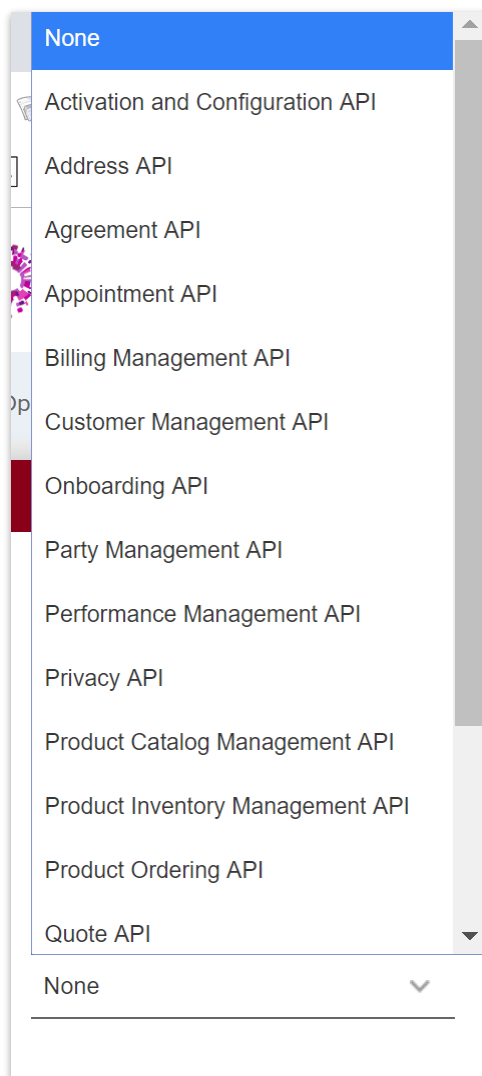 None
Activation and Configuration API
Address API
Agreement API
Appointment API
Billing Management API
Customer Management API
Op
Onboarding API
Party Management API
Performance Management API
Privacy API
Product Catalog Management API
Product Inventory Management API
Product Ordering API
Quote API
None